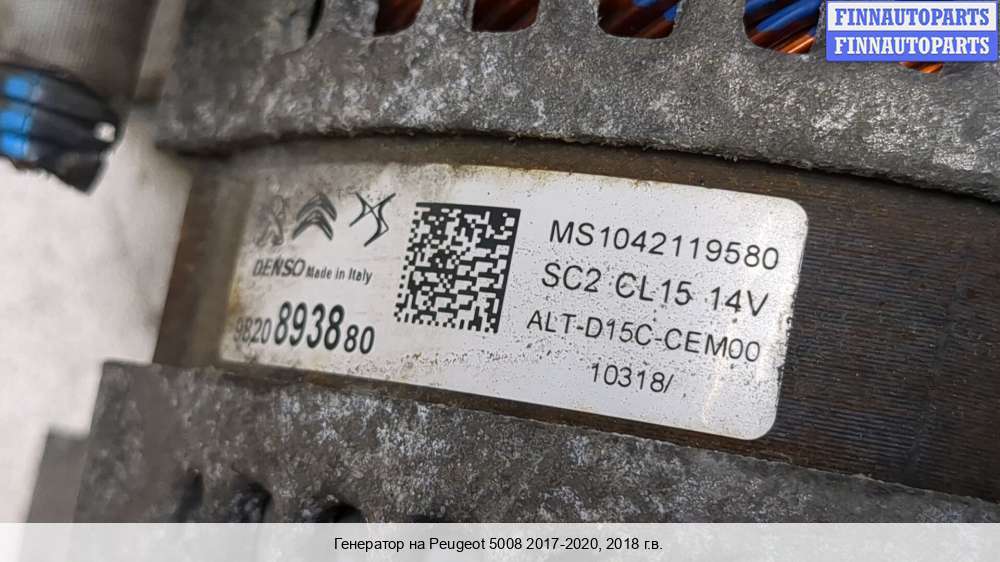 FINNAUTOPARTS
FINNAUTOPARTS
MS1042119580
SC2 CL15 14V
ALT-D15C-CEM00
10318/
DENSO Made in Italy
9820893880
Генератор на Peugeot 5008 2017-2020, 2018 г.в.